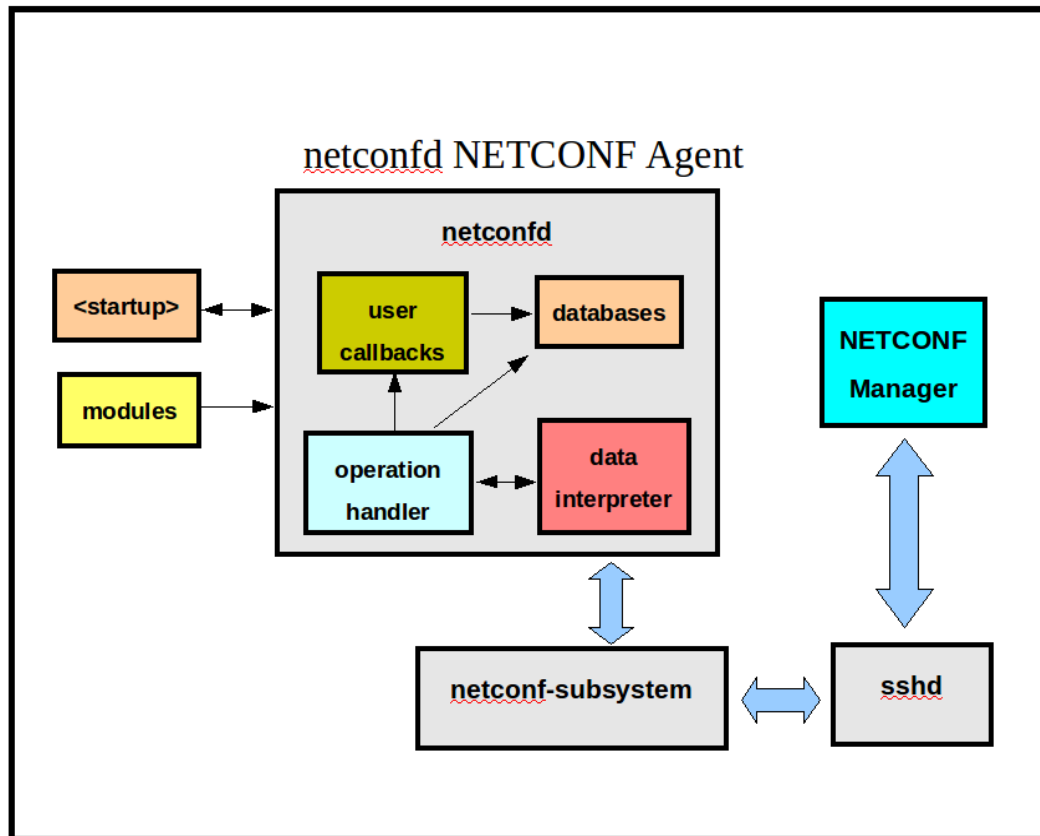 netconfd NETCONF Agent
netconfd
<startup>
modules
user
callbacks
databases
operation
handler
data
interpreter
NETCONF
Manager
netconf-subsystem
sshd